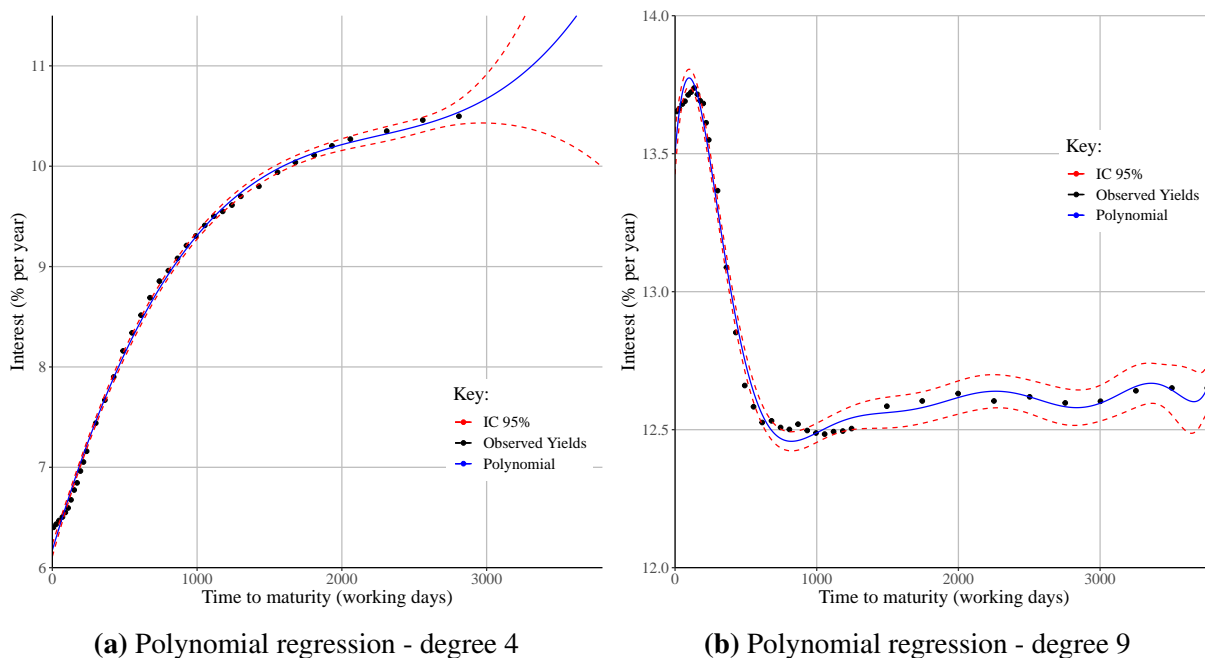 11
10
9
8
7
6
0
1000
2000
3000
Interest (% per year)
Time to maturity (working days)
Key:
IC 95%
Observed Yields
Polynomial
(a) Polynomial regression - degree 4
14.0
13.5
13.0
12.5
12.0
0
1000
2000
3000
Interest (% per year)
Time to maturity (working days)
Key:
IC 95%
Observed Yields
Polynomial
(b) Polynomial regression - degree 9